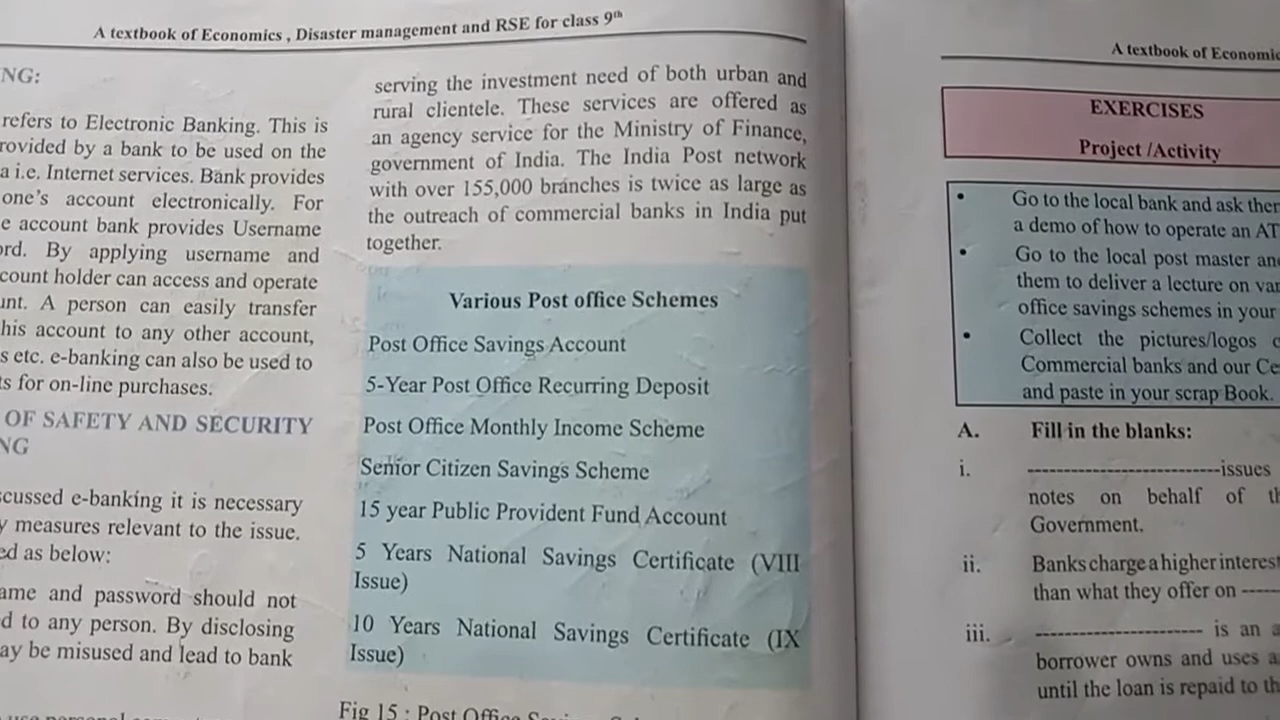 A textbook of Economics , Disaster management and RSE for class 9th
NG:
refers to Electronic Banking. This is
provided by a bank to be used on the
a i.e. Internet services. Bank provides
one's account electronically. For
e account bank provides Username
ord. By applying username and
count holder can access and operate
unt. A person can easily transfer
his account to any other account,
s etc. e-banking can also be used to
ts for on-line purchases.
OF SAFETY AND SECURITY
NG
scussed e-banking it is necessary
y measures relevant to the issue.
ed as below:
ame and password should not
d to any person. By disclosing
ay be misused and lead to bank
serving the investment need of both urban and
rural clientele. These services are offered as
an agency service for the Ministry of Finance,
government of India. The India Post network
with over 155,000 branches is twice as large as
the outreach of commercial banks in India put
together.
Various Post office Schemes
Post Office Savings Account
5-Year Post Office Recurring Deposit
Post Office Monthly Income Scheme
Senior Citizen Savings Scheme
15 year Public Provident Fund Account
5 Years National Savings Certificate (VIII
Issue)
10 Years National Savings Certificate (IX
Issue)
Fig 15 : Post Office
A textbook of Economic
EXERCISES
Project /Activity
• Go to the local bank and ask ther
a demo of how to operate an AT
• Go to the local post master an
them to deliver a lecture on var
office savings schemes in your
• Collect the pictures/logos
Commercial banks and our Ce
and paste in your scrap Book.
A. Fill in the blanks:
i. -------------------------issues
notes on behalf of th
Government.
ii. Banks charge a higher interest
than what they offer on -----
iii. ---------------------- is an a
borrower owns and uses a
until the loan is repaid to th